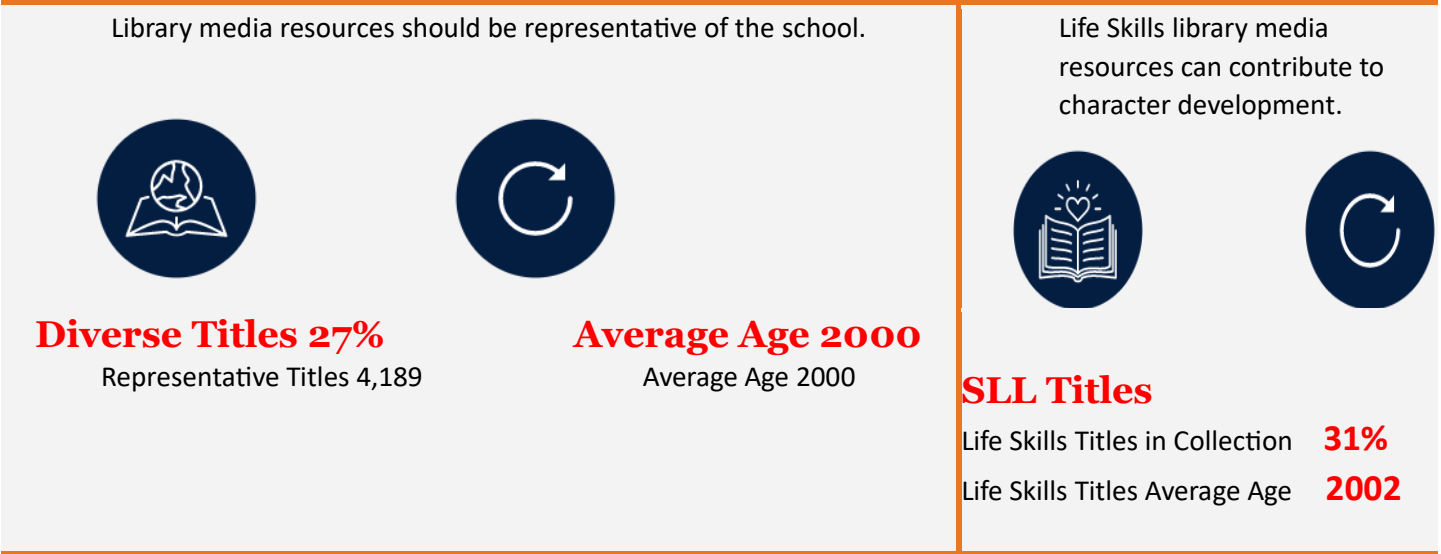 Library media resources should be representative of the school.
Diverse Titles 27%
Representative Titles 4,189
Average Age 2000
Average Age 2000
Life Skills library media
resources can contribute to
character development.
SLL Titles
Life Skills Titles in Collection 31%
Life Skills Titles Average Age 2002